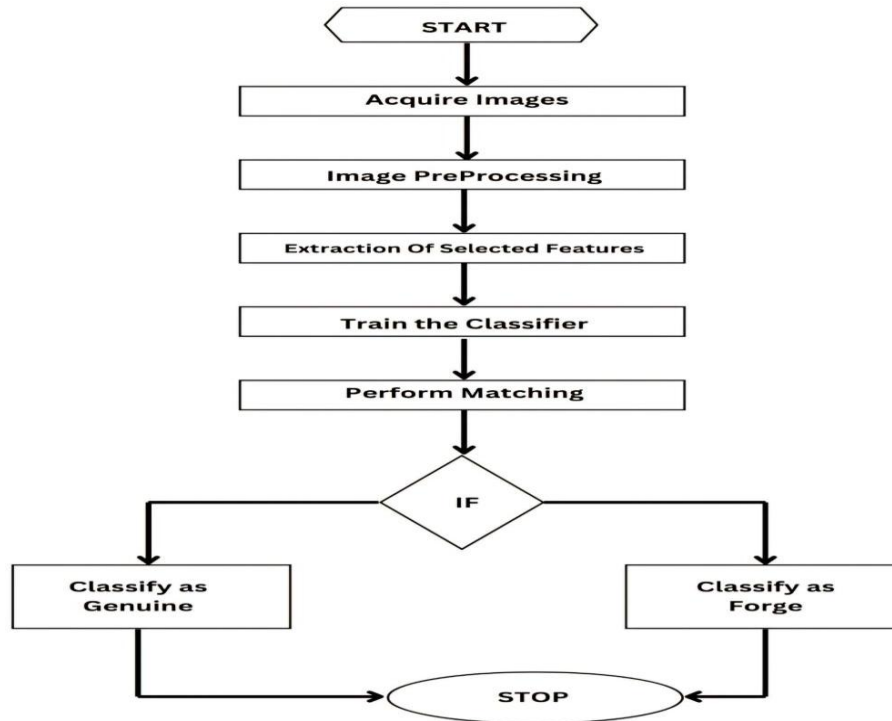 START
Acquire Images
Image PreProcessing
Extraction Of Selected Features
Train the Classifier
Perform Matching
IF
Classify as
Genuine
Classify as
Forge
STOP